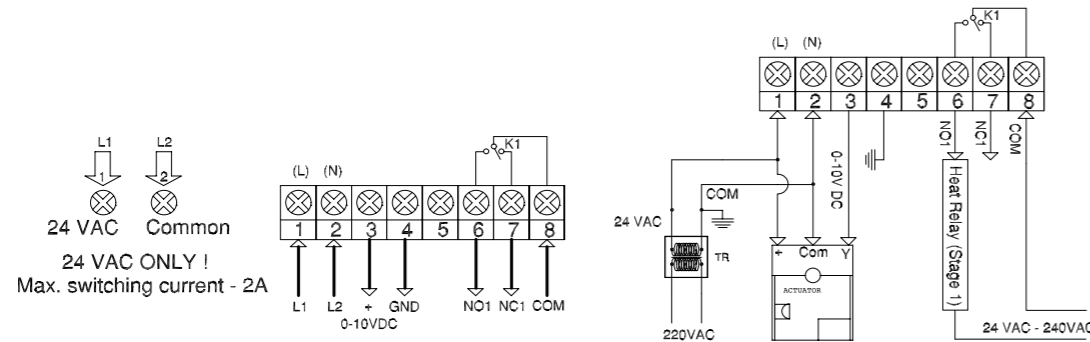 L1 L2
1 2
24 VAC Common
24 VAC ONLY !
Max. switching current - 2A
K1
(L) (N)
1 2 3 4 5 6 7 8
L1 L2 + GND NO1 NC1 COM
0-10VDC
K1
(L) (N)
1 2 3 4 5 6 7 8
NO1 NC1 COM
0-10V DC
Heat Relay (Stage 1)
COM
24 VAC
TR
+ Com Y
ACTUATOR
220VAC
24 VAC - 240VAC